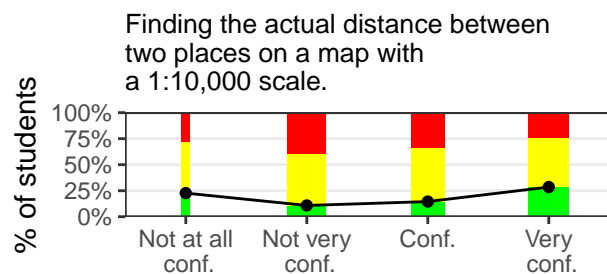 Finding the actual distance between
two places on a map with
a 1:10,000 scale.
% of students
100%
75%
50%
25%
0%
Not at all
conf.
Not very
conf.
Conf.
Very
conf.